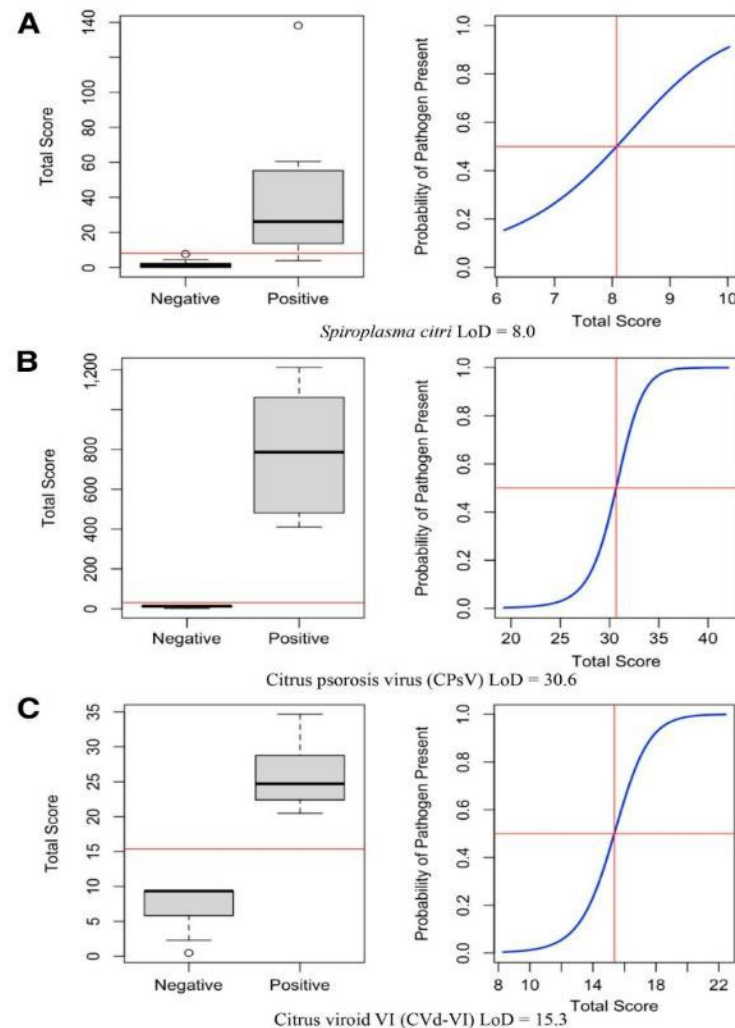 A
Total Score
140
100
60
40
20
0
Negative
Positive
Probability of Pathogen Present
1.0
0.8
0.6
0.4
0.2
0.0
6
7
8
9
10
Total Score
Spiroplasma citri LoD = 8.0
B
Total Score
1,200
800
600
400
200
0
Negative
Positive
Probability of Pathogen Present
1.0
0.8
0.6
0.4
0.2
0.0
20
25
30
35
40
Total Score
Citrus psorosis virus (CPsV) LoD = 30.6
C
Total Score
35
30
25
20
15
10
5
0
Negative
Positive
Probability of Pathogen Present
1.0
0.8
0.6
0.4
0.2
0.0
8
10
14
18
22
Total Score
Citrus viroid VI (CVd-VI) LoD = 15.3